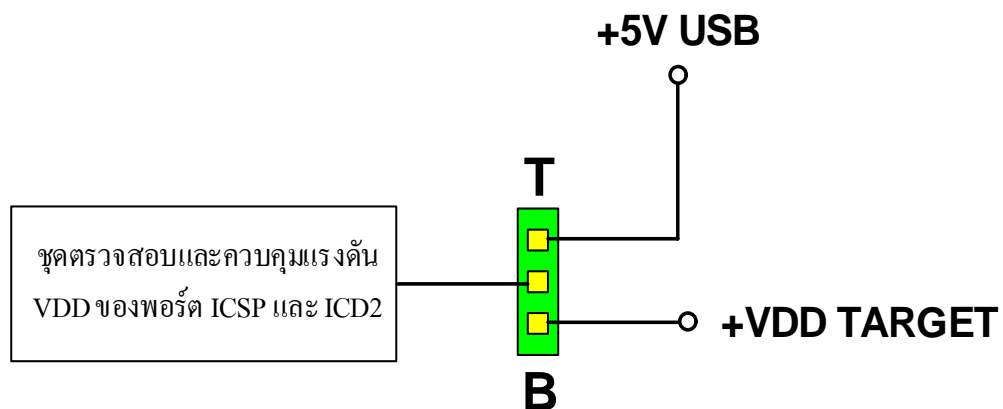 +5V USB
T
ชุดตรวจสอบและควบคุมแรงดัน
VDD ของพอร์ต ICSP และ ICD2
+VDD TARGET
B